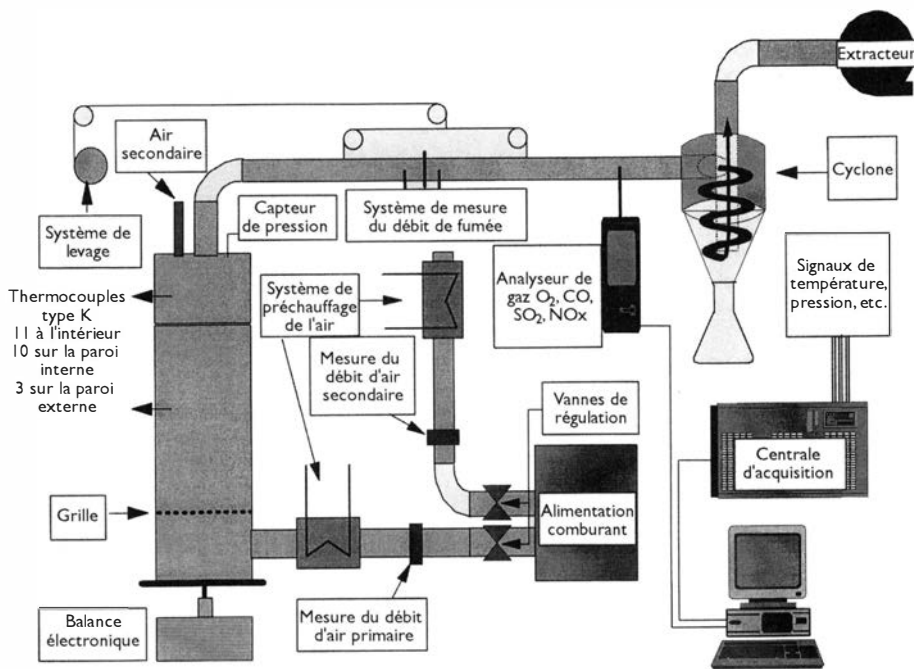 Extracteur
Air
secondaire
Système de
levage
Capteur
de pression
Système de mesure
du débit de fumée
Cyclone
Analyseur de
gaz O₂, CO,
SO₂, NOx
Signaux de
température,
pression, etc.
Thermocouples
type K
11 à l'intérieur
10 sur la paroi
interne
3 sur la paroi
externe
Système de
préchauffage
de l'air
Mesure du
débit d'air
secondaire
Vannes de
régulation
Centrale
d'acquisition
Grille
Alimentation
comburant
Mesure du débit
d'air primaire
Balance
électronique